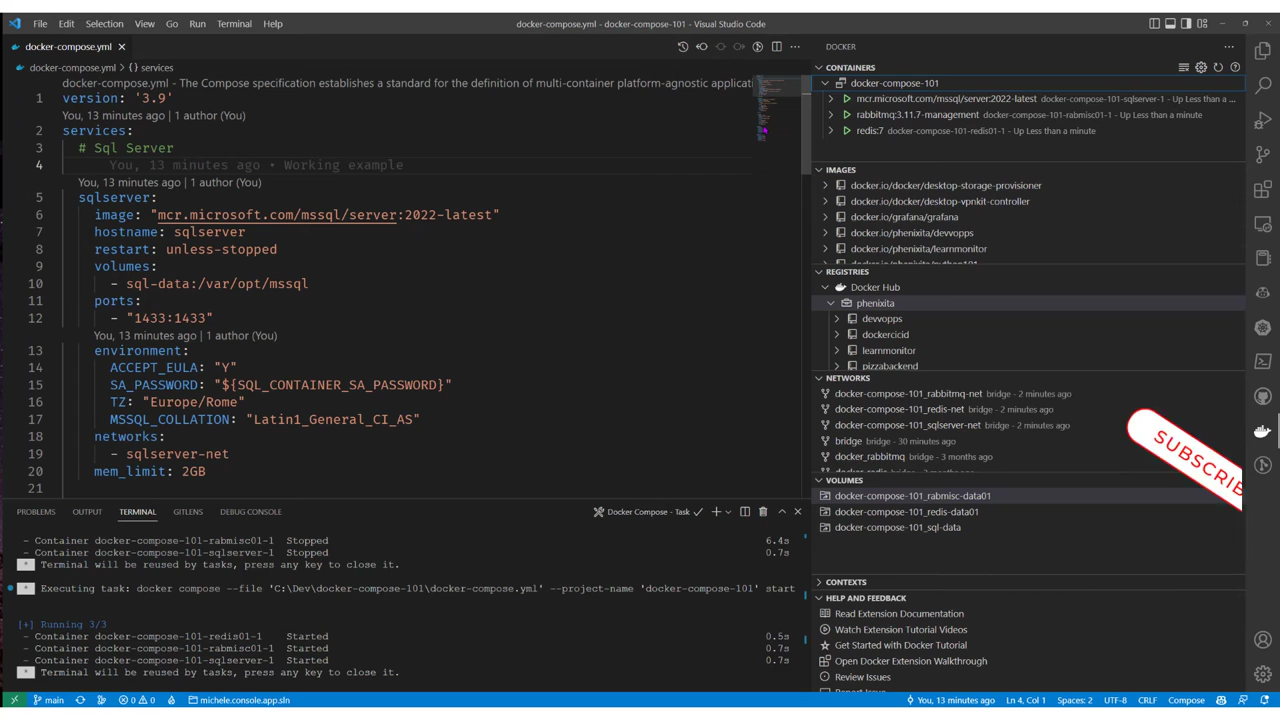 File Edit Selection View Go Run Terminal Help
docker-compose.yml - docker-compose-101 - Visual Studio Code
docker-compose.yml
docker-compose.yml > {} services
docker-compose.yml - The Compose specification establishes a standard for the definition of multi-container platform-agnostic applicatio
1 version: '3.9'
You, 13 minutes ago | 1 author (You)
2 services:
3 # Sql Server
4 You, 13 minutes ago • Working example
You, 13 minutes ago | 1 author (You)
5 sqlserver:
6 image: "mcr.microsoft.com/mssql/server:2022-latest"
7 hostname: sqlserver
8 restart: unless-stopped
9 volumes:
10 - sql-data:/var/opt/mssql
11 ports:
12 - "1433:1433"
You, 13 minutes ago | 1 author (You)
13 environment:
14 ACCEPT_EULA: "Y"
15 SA_PASSWORD: "${SQL_CONTAINER_SA_PASSWORD}"
16 TZ: "Europe/Rome"
17 MSSQL_COLLATION: "Latin1_General_CI_AS"
18 networks:
19 - sqlserver-net
20 mem_limit: 2GB
21
PROBLEMS OUTPUT TERMINAL GITLENS DEBUG CONSOLE
Docker Compose - Task
- Container docker-compose-101-rabmisc01-1 Stopped 6.4s
- Container docker-compose-101-sqlserver-1 Stopped 0.7s
* Terminal will be reused by tasks, press any key to close it.
* Executing task: docker compose --file 'C:\Dev\docker-compose-101\docker-compose.yml' --project-name 'docker-compose-101' start
[+] Running 3/3
- Container docker-compose-101-redis01-1 Started 0.5s
- Container docker-compose-101-rabmisc01-1 Started 0.7s
- Container docker-compose-101-sqlserver-1 Started 0.7s
* Terminal will be reused by tasks, press any key to close it.
DOCKER
CONTAINERS
docker-compose-101
mcr.microsoft.com/mssql/server:2022-latest docker-compose-101-sqlserver-1 - Up Less than a ...
rabbitmq:3.11.7-management docker-compose-101-rabmisc01-1 - Up Less than a minute
redis:7 docker-compose-101-redis01-1 - Up Less than a minute
IMAGES
docker.io/docker/desktop-storage-provisioner
docker.io/docker/desktop-vpnkit-controller
docker.io/grafana/grafana
docker.io/phenixita/devvopps
docker.io/phenixita/learnmonitor
docker.io/phenixita/python101
REGISTRIES
Docker Hub
phenixita
devvopps
dockercicid
learnmonitor
pizzabackend
NETWORKS
docker-compose-101_rabbitmq-net bridge - 2 minutes ago
docker-compose-101_redis-net bridge - 2 minutes ago
docker-compose-101_sqlserver-net bridge - 2 minutes ago
bridge bridge - 30 minutes ago
docker_rabbitmq bridge - 3 months ago
SUBSCRIB
VOLUMES
docker-compose-101_rabmisc-data01
docker-compose-101_redis-data01
docker-compose-101_sql-data
CONTEXTS
HELP AND FEEDBACK
Read Extension Documentation
Watch Extension Tutorial Videos
Get Started with Docker Tutorial
Open Docker Extension Walkthrough
Review Issues
main
0 0
michele.console.app.sln
You, 13 minutes ago Ln 4, Col 1 Spaces: 2 UTF-8 CRLF Compose